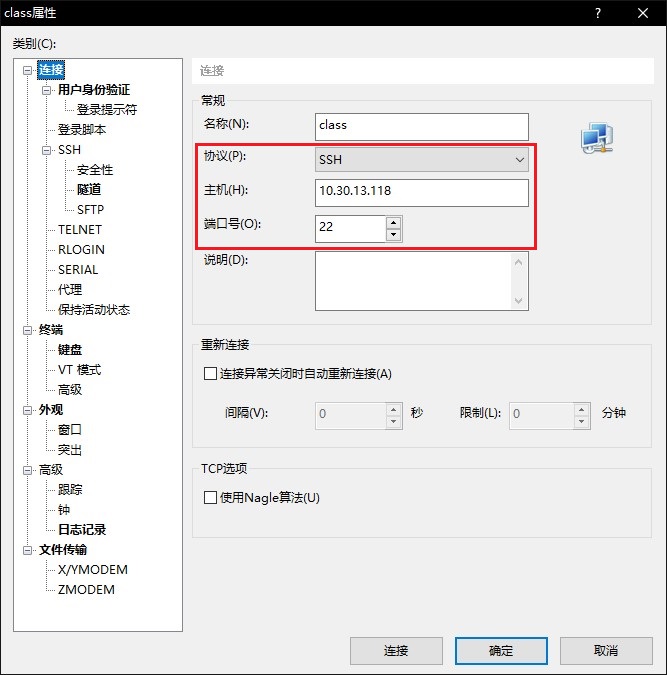 class属性
?
类别(C):
连接
用户身份验证
登录提示符
登录脚本
SSH
安全性
隧道
SFTP
TELNET
RLOGIN
SERIAL
代理
保持活动状态
终端
键盘
VT 模式
高级
外观
窗口
突出
高级
跟踪
钟
日志记录
文件传输
X/YMODEM
ZMODEM
连接
常规
名称(N): class
协议(P): SSH
主机(H): 10.30.13.118
端口号(O): 22
说明(D):
重新连接
连接异常关闭时自动重新连接(A)
间隔(V): 0 秒 限制(L): 0 分钟
TCP选项
使用Nagle算法(U)
连接 确定 取消